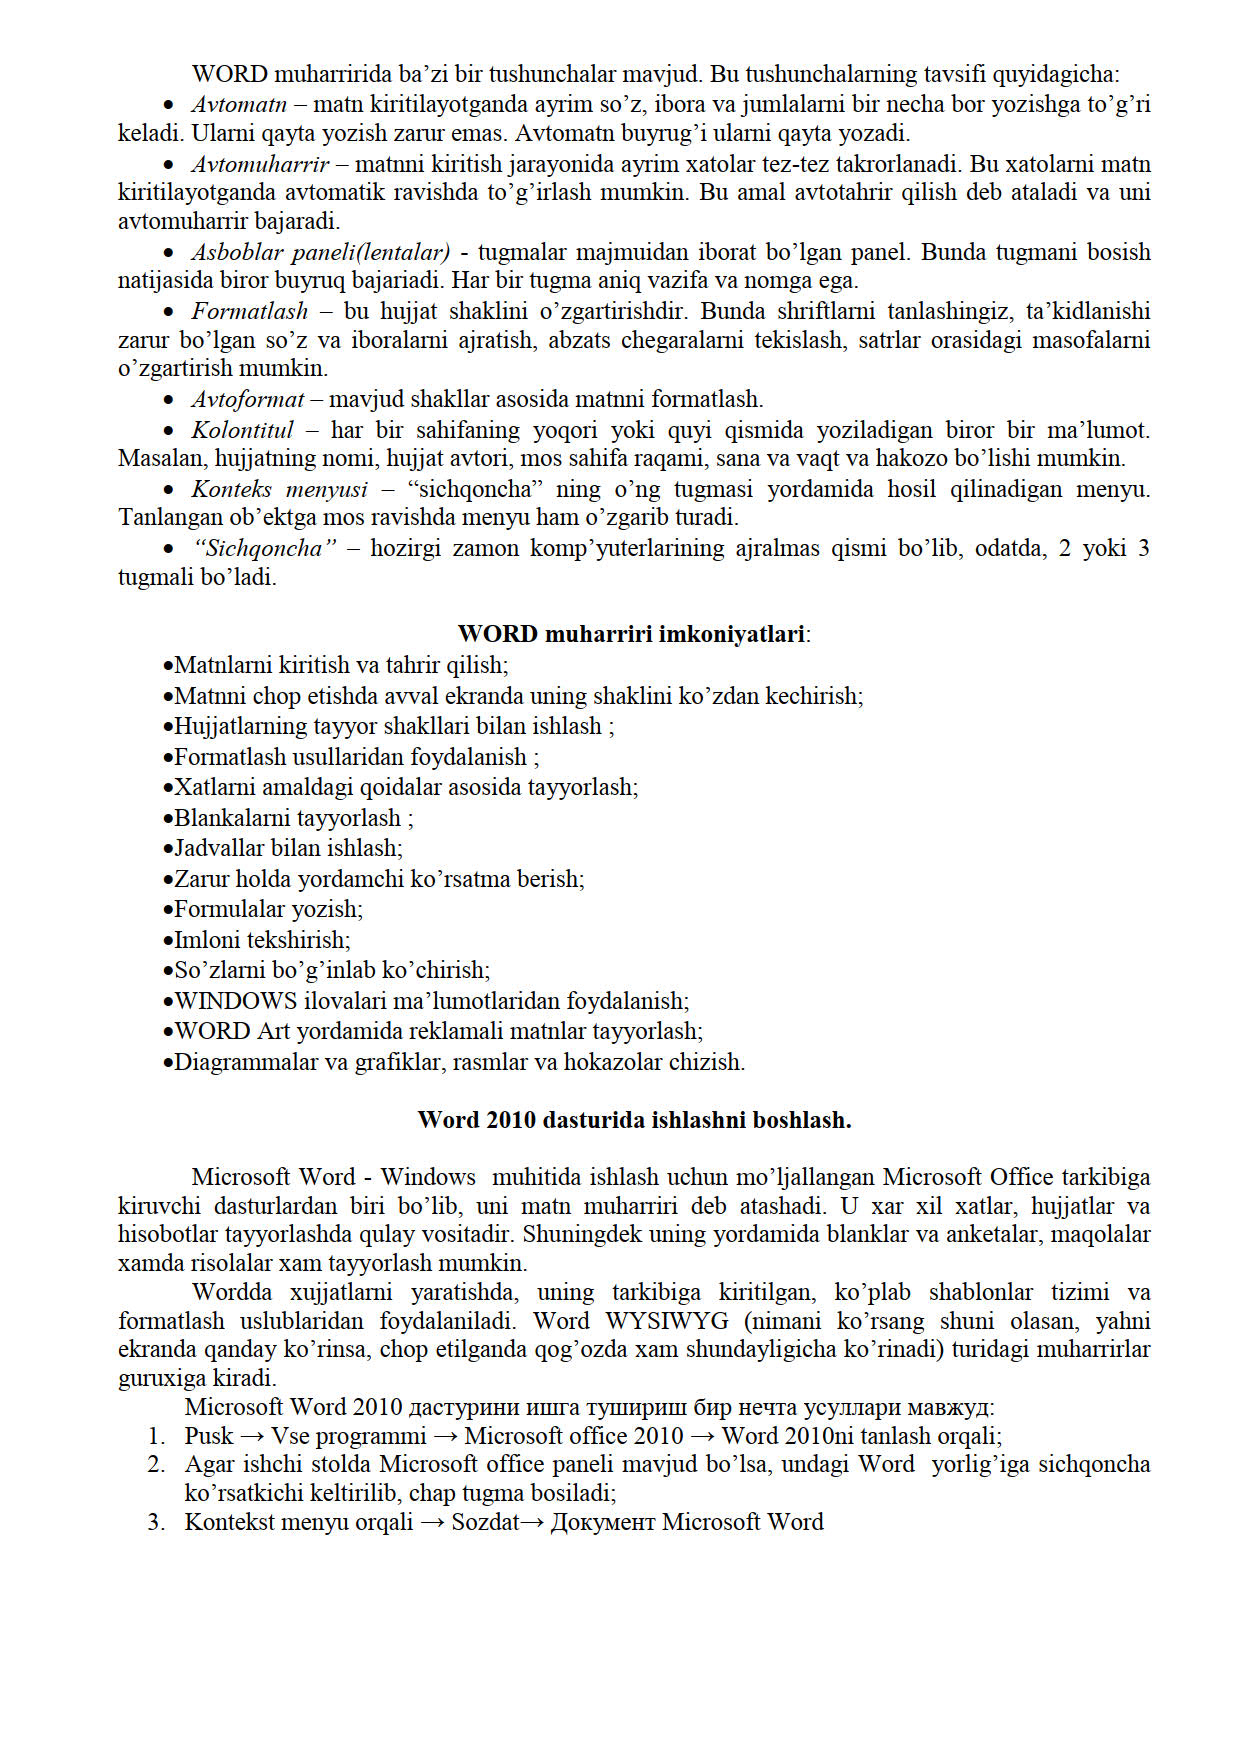 WORD muharririda ba’zi bir tushunchalar mavjud. Bu tushunchalarning tavsifi quyidagicha:
• Avtomatn – matn kiritilayotganda ayrim so’z, ibora va jumlalarni bir necha bor yozishga to’g’ri
keladi. Ularni qayta yozish zarur emas. Avtomatn buyrug’i ularni qayta yozadi.
• Avtomuharrir – matnni kiritish jarayonida ayrim xatolar tez-tez takrorlanadi. Bu xatolarni matn
kiritilayotganda avtomatik ravishda to’g’irlash mumkin. Bu amal avtotahrir qilish deb ataladi va uni
avtomuharrir bajaradi.
• Asboblar paneli(lentalar) - tugmalar majmuidan iborat bo’lgan panel. Bunda tugmani bosish
natijasida biror buyruq bajariadi. Har bir tugma aniq vazifa va nomga ega.
• Formatlash – bu hujjat shaklini o’zgartirishdir. Bunda shriftlarni tanlashingiz, ta’kidlanishi
zarur bo’lgan so’z va iboralarni ajratish, abzats chegaralarni tekislash, satrlar orasidagi masofalarni
o’zgartirish mumkin.
• Avtoformat – mavjud shakllar asosida matnni formatlash.
• Kolontitul – har bir sahifaning yoqori yoki quyi qismida yoziladigan biror bir ma’lumot.
Masalan, hujjatning nomi, hujjat avtori, mos sahifa raqami, sana va vaqt va hakozo bo’lishi mumkin.
• Konteks menyusi – “sichqoncha” ning o’ng tugmasi yordamida hosil qilinadigan menyu.
Tanlangan ob’ektga mos ravishda menyu ham o’zgarib turadi.
• “Sichqoncha” – hozirgi zamon komp’yuterlarining ajralmas qismi bo’lib, odatda, 2 yoki 3
tugmali bo’ladi.
WORD muharriri imkoniyatlari:
•Matnlarni kiritish va tahrir qilish;
•Matnni chop etishda avval ekranda uning shaklini ko’zdan kechirish;
•Hujjatlarning tayyor shakllari bilan ishlash ;
•Formatlash usullaridan foydalanish ;
•Xatlarni amaldagi qoidalar asosida tayyorlash;
•Blankalarni tayyorlash ;
•Jadvallar bilan ishlash;
•Zarur holda yordamchi ko’rsatma berish;
•Formulalar yozish;
•Imloni tekshirish;
•So’zlarni bo’g’inlab ko’chirish;
•WINDOWS ilovalari ma’lumotlaridan foydalanish;
•WORD Art yordamida reklamali matnlar tayyorlash;
•Diagrammalar va grafiklar, rasmlar va hokazolar chizish.
Word 2010 dasturida ishlashni boshlash.
Microsoft Word - Windows muhitida ishlash uchun mo’ljallangan Microsoft Office tarkibiga
kiruvchi dasturlardan biri bo’lib, uni matn muharriri deb atashadi. U xar xil xatlar, hujjatlar va
hisobotlar tayyorlashda qulay vositadir. Shuningdek uning yordamida blanklar va anketalar, maqolalar
xamda risolalar xam tayyorlash mumkin.
Wordda xujjatlarni yaratishda, uning tarkibiga kiritilgan, ko’plab shablonlar tizimi va
formatlash uslublaridan foydalaniladi. Word WYSIWYG (nimani ko’rsang shuni olasan, yahni
ekranda qanday ko’rinsa, chop etilganda qog’ozda xam shundayligicha ko’rinadi) turidagi muharrirlar
guruxiga kiradi.
Microsoft Word 2010 дастурини ишга тушириш бир нечта усуллари мавжуд:
1. Pusk → Vse programmi → Microsoft office 2010 → Word 2010ni tanlash orqali;
2. Agar ishchi stolda Microsoft office paneli mavjud bo’lsa, undagi Word yorlig’iga sichqoncha
ko’rsatkichi keltirilib, chap tugma bosiladi;
3. Kontekst menyu orqali → Sozdat→ Документ Microsoft Word